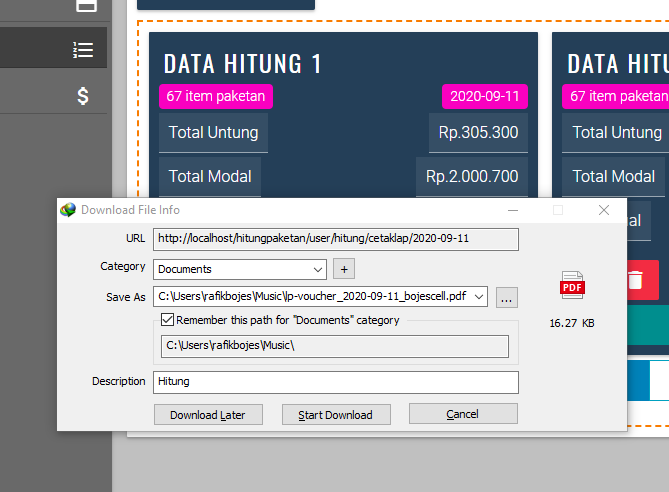 DATA HITUNG 1
67 item paketan
2020-09-11
Total Untung
Rp.305.300
Total Modal
Rp.2.000.700
DATA HITU
67 item paketan
Total Untung
Total Modal
ual
Download File Info
URL
http://localhost/hitungpaketan/user/hitung/cetaklap/2020-09-11
Category
Documents
+
Save As
C:\Users\rafikbojes\Music\lp-voucher_2020-09-11_bojescell.pdf
...
Remember this path for "Documents" category
C:\Users\rafikbojes\Music\
Description
Hitung
PDF
16.27 KB
Download Later
Start Download
Cancel